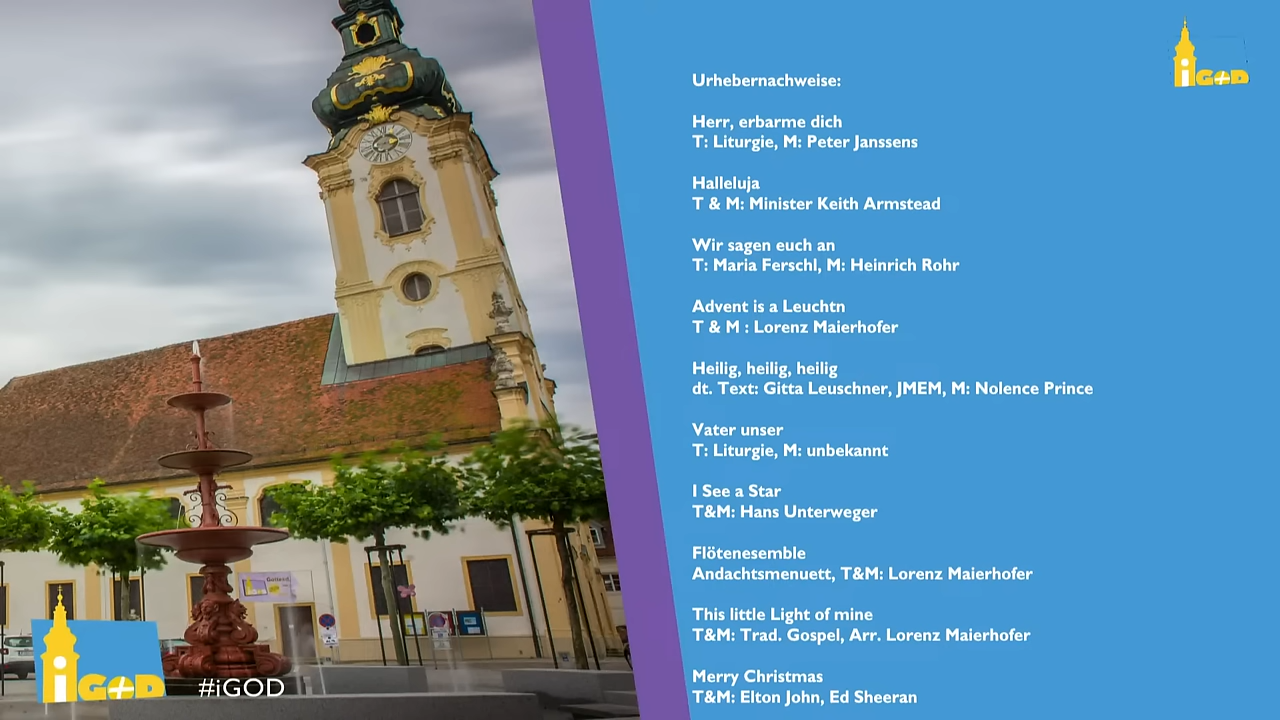 iGOD
Urhebernachweise:
Herr, erbarme dich
T: Liturgie, M: Peter Janssens
Halleluja
T & M: Minister Keith Armstead
Wir sagen euch an
T: Maria Ferschl, M: Heinrich Rohr
Advent is a Leuchtn
T & M : Lorenz Maierhofer
Heilig, heilig, heilig
dt. Text: Gitta Leuschner, JMEM, M: Nolence Prince
Vater unser
T: Liturgie, M: unbekannt
I See a Star
T&M: Hans Unterweger
Flötenesemble
Andachtsmenuett, T&M: Lorenz Maierhofer
This little Light of mine
T&M: Trad. Gospel, Arr. Lorenz Maierhofer
Merry Christmas
T&M: Elton John, Ed Sheeran
iGOD
#iGOD